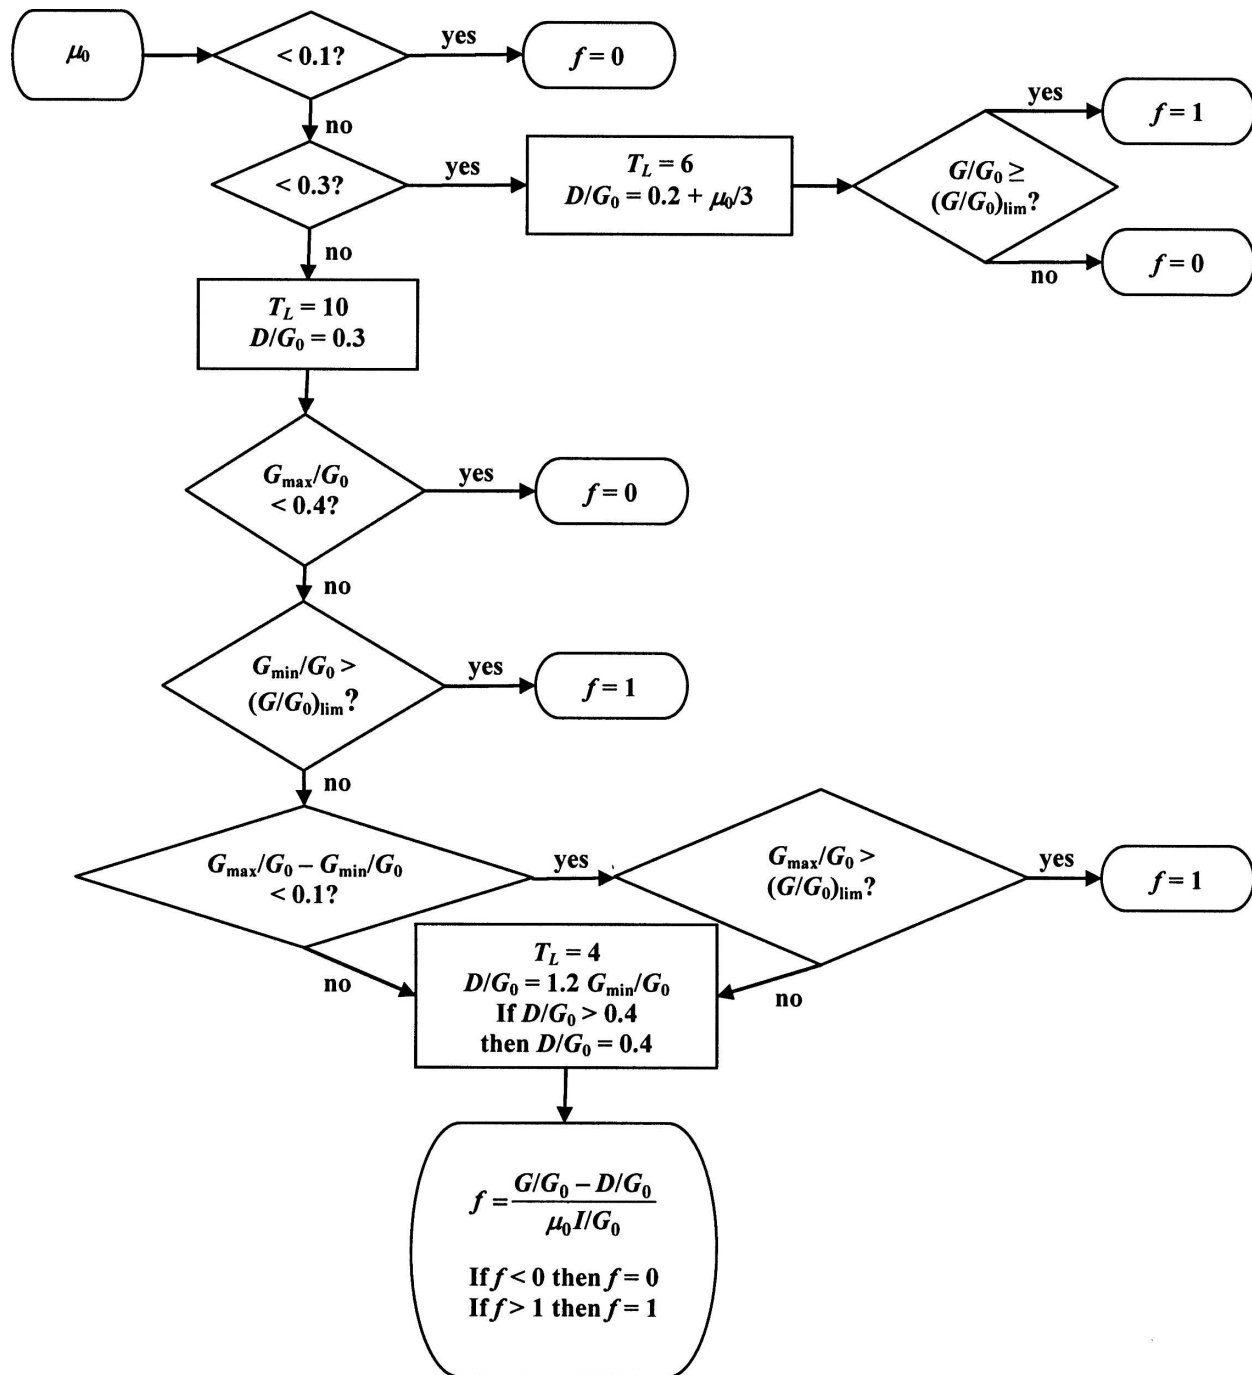 μ₀
< 0.1?
yes
f = 0
no
< 0.3?
yes
T_L = 6
D/G₀ = 0.2 + μ₀/3
G/G₀ ≥
(G/G₀)lim?
yes
f = 1
no
f = 0
no
T_L = 10
D/G₀ = 0.3
Gmax/G₀
< 0.4?
yes
f = 0
no
Gmin/G₀ >
(G/G₀)lim?
yes
f = 1
no
Gmax/G₀ – Gmin/G₀
< 0.1?
yes
Gmax/G₀ >
(G/G₀)lim?
yes
f = 1
no
no
T_L = 4
D/G₀ = 1.2 Gmin/G₀
If D/G₀ > 0.4
then D/G₀ = 0.4
f = (G/G₀ – D/G₀)/(μ₀I/G₀)
If f < 0 then f = 0
If f > 1 then f = 1